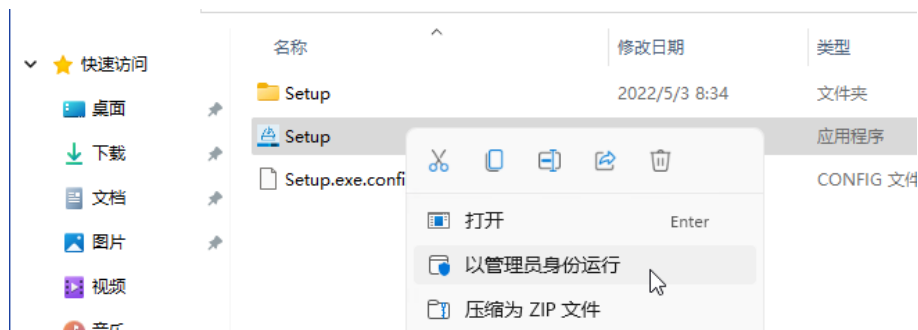 名称 修改日期 类型
快速访问
Setup 2022/5/3 8:34 文件夹
桌面
Setup 应用程序
下载
Setup.exe.confi CONFIG 文件
文档
打开 Enter
图片
以管理员身份运行
视频
压缩为 ZIP 文件
音乐